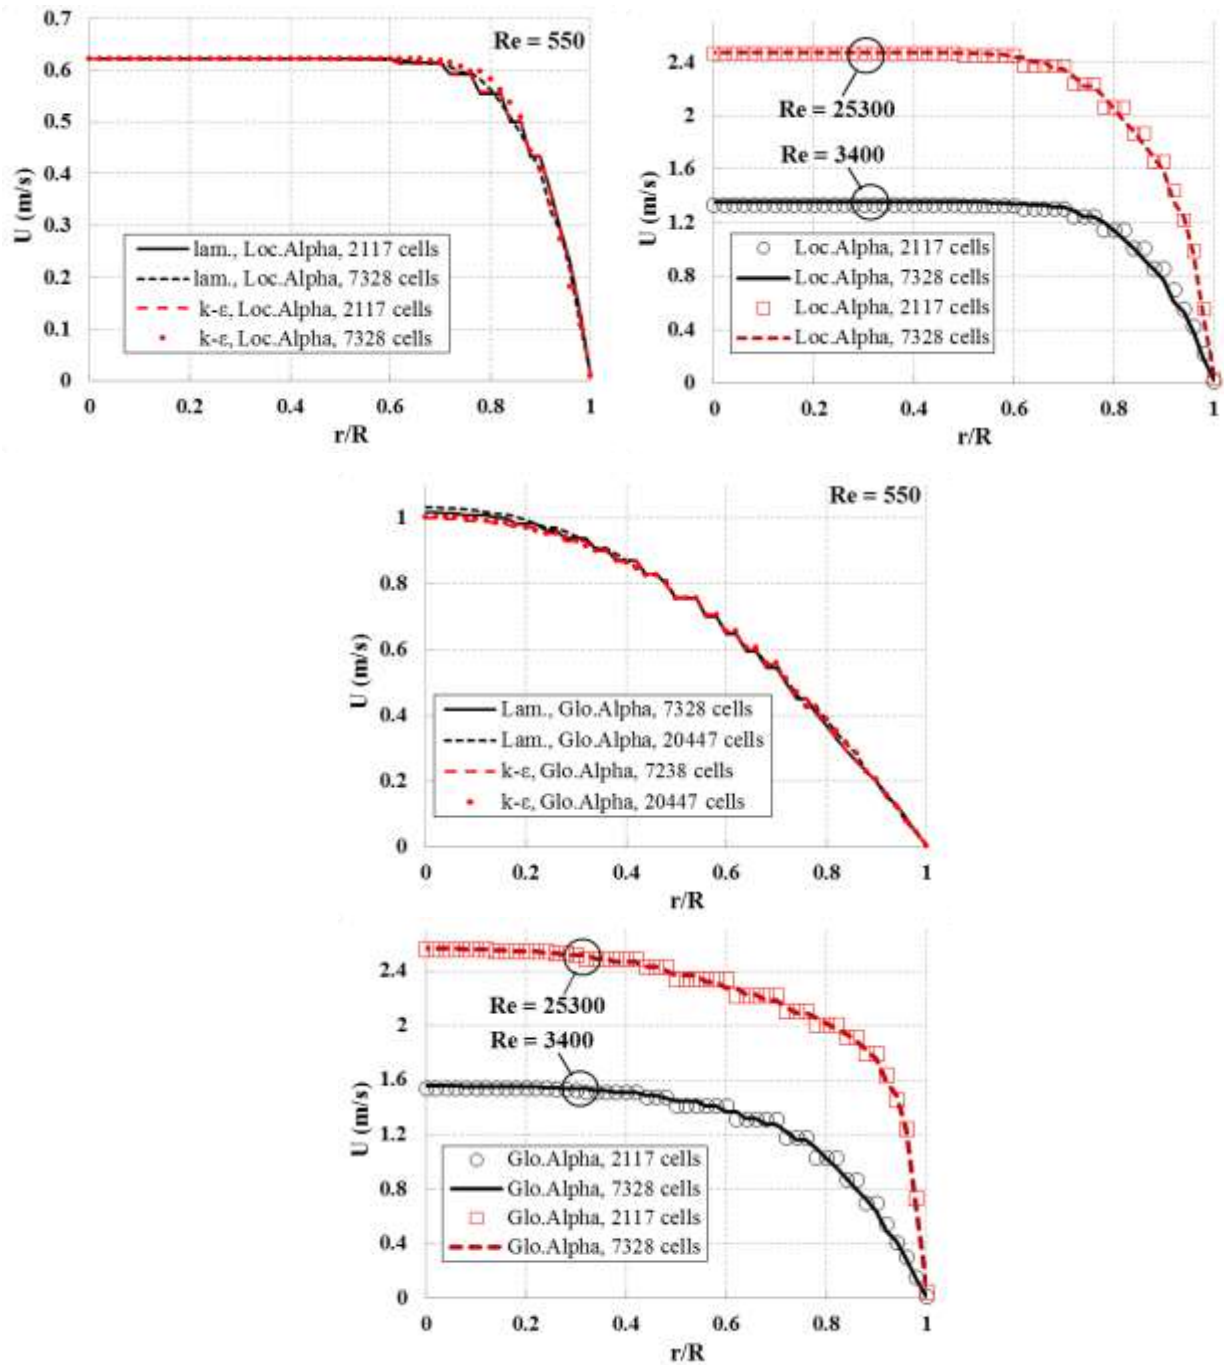 0.7
0.6
0.5
0.4
0.3
0.2
0.1
0
U (m/s)
Re = 550
lam., Loc.Alpha, 2117 cells
lam., Loc.Alpha, 7328 cells
k-ε, Loc.Alpha, 2117 cells
k-ε, Loc.Alpha, 7328 cells
0 0.2 0.4 0.6 0.8 1
r/R
2.4
2
1.6
1.2
0.8
0.4
0
U (m/s)
Re = 25300
Re = 3400
Loc.Alpha, 2117 cells
Loc.Alpha, 7328 cells
Loc.Alpha, 2117 cells
Loc.Alpha, 7328 cells
0 0.2 0.4 0.6 0.8 1
r/R
1
0.8
0.6
0.4
0.2
0
U (m/s)
Re = 550
Lam., Glo.Alpha, 7328 cells
Lam., Glo.Alpha, 20447 cells
k-ε, Glo.Alpha, 7238 cells
k-ε, Glo.Alpha, 20447 cells
0 0.2 0.4 0.6 0.8 1
r/R
2.4
2
1.6
1.2
0.8
0.4
0
U (m/s)
Re = 25300
Re = 3400
Glo.Alpha, 2117 cells
Glo.Alpha, 7328 cells
Glo.Alpha, 2117 cells
Glo.Alpha, 7328 cells
0 0.2 0.4 0.6 0.8 1
r/R